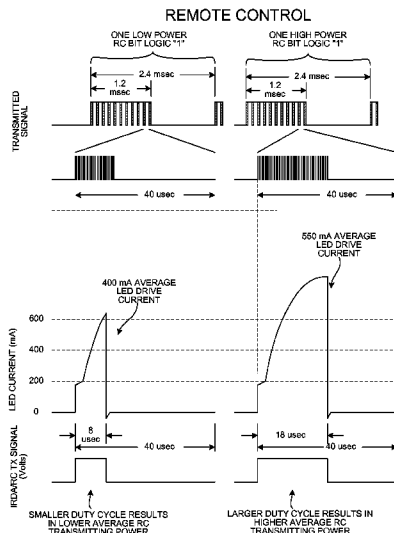 REMOTE CONTROL
ONE LOW POWER
RC BIT LOGIC "1"
ONE HIGH POWER
RC BIT LOGIC "1"
2.4 msec
2.4 msec
1.2
msec
1.2
msec
TRANSMITTED
SIGNAL
40 usec
40 usec
550 mA AVERAGE
LED DRIVE
CURRENT
400 mA AVERAGE
LED DRIVE
CURRENT
LED CURRENT (mA)
600
400
200
0
8
usec
40 usec
18 usec
40 usec
IRDA/RC TX SIGNAL
(Volts)
SMALLER DUTY CYCLE RESULTS
IN LOWER AVERAGE RC
TRANSMITTING POWER
LARGER DUTY CYCLE RESULTS IN
HIGHER AVERAGE RC
TRANSMITTING POWER